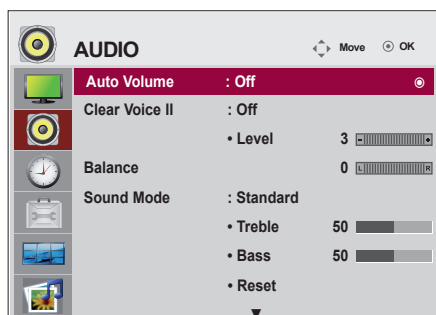 AUDIO Move OK
Auto Volume : Off
Clear Voice II : Off
• Level 3 - +
Balance 0 L R
Sound Mode : Standard
• Treble 50
• Bass 50
• Reset
▼